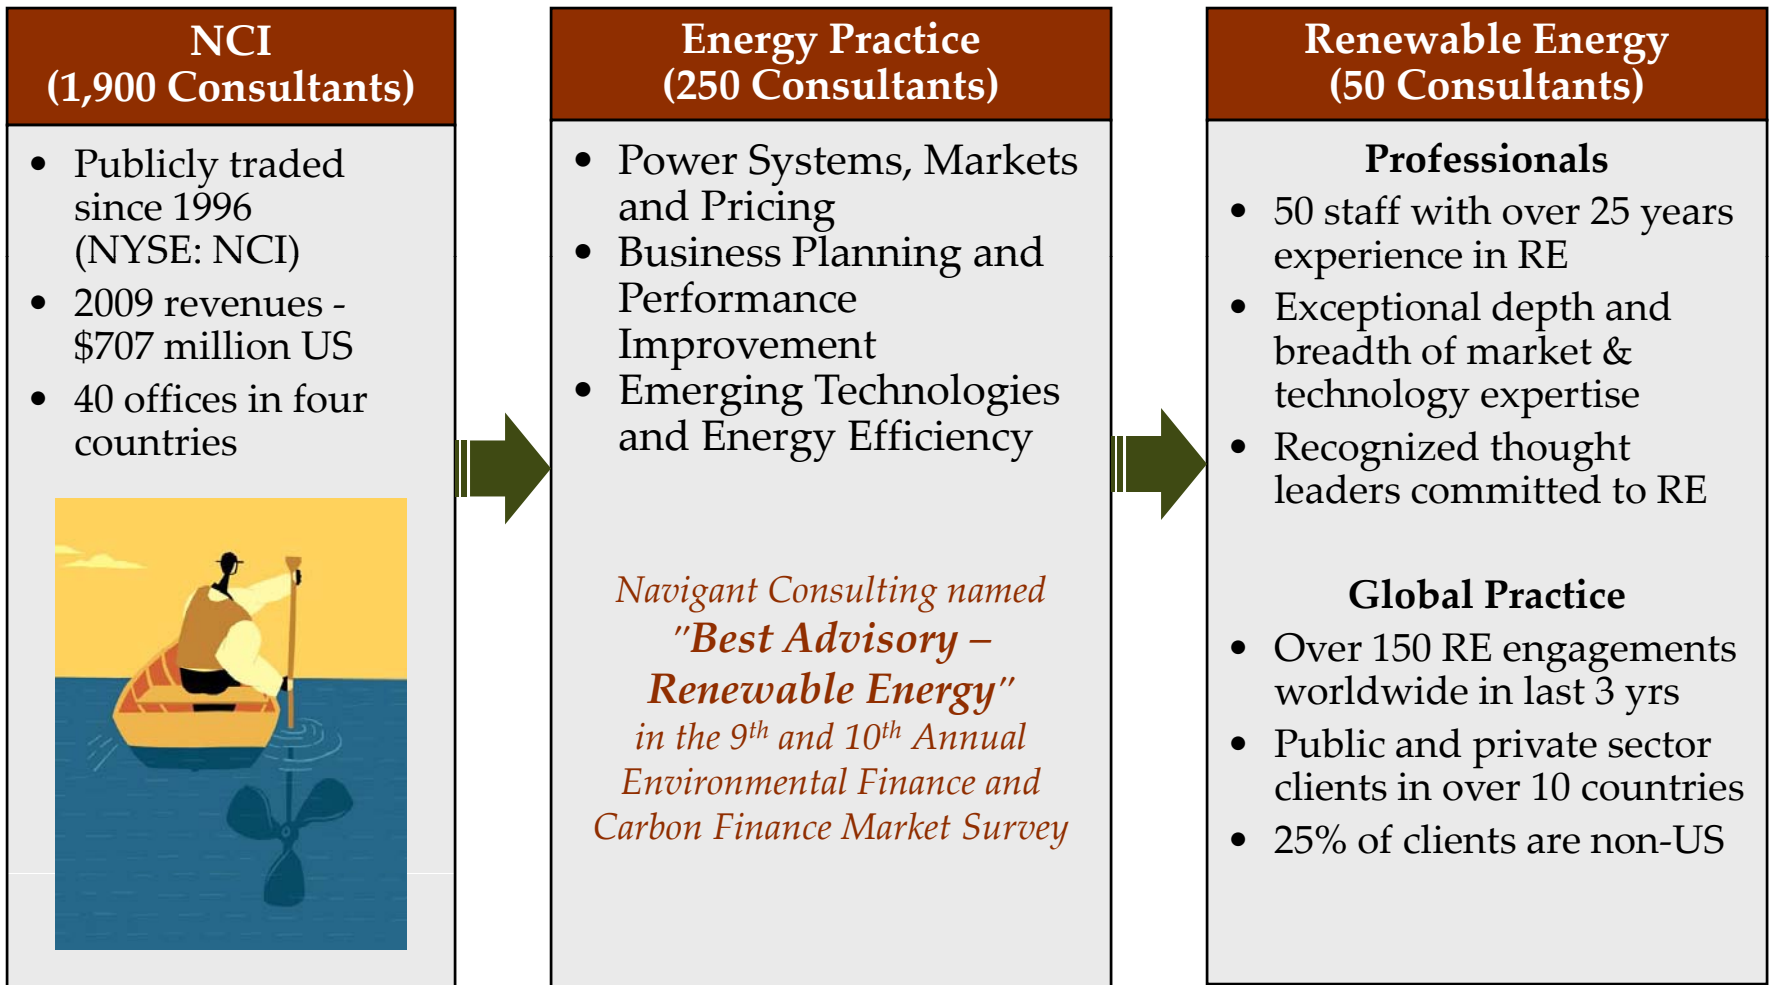 NCI
(1,900 Consultants)
• Publicly traded
since 1996
(NYSE: NCI)
• 2009 revenues -
$707 million US
• 40 offices in four
countries
Energy Practice
(250 Consultants)
• Power Systems, Markets
and Pricing
• Business Planning and
Performance
Improvement
• Emerging Technologies
and Energy Efficiency
Navigant Consulting named
"Best Advisory –
Renewable Energy"
in the 9th and 10th Annual
Environmental Finance and
Carbon Finance Market Survey
Renewable Energy
(50 Consultants)
Professionals
• 50 staff with over 25 years
experience in RE
• Exceptional depth and
breadth of market &
technology expertise
• Recognized thought
leaders committed to RE
Global Practice
• Over 150 RE engagements
worldwide in last 3 yrs
• Public and private sector
clients in over 10 countries
• 25% of clients are non-US